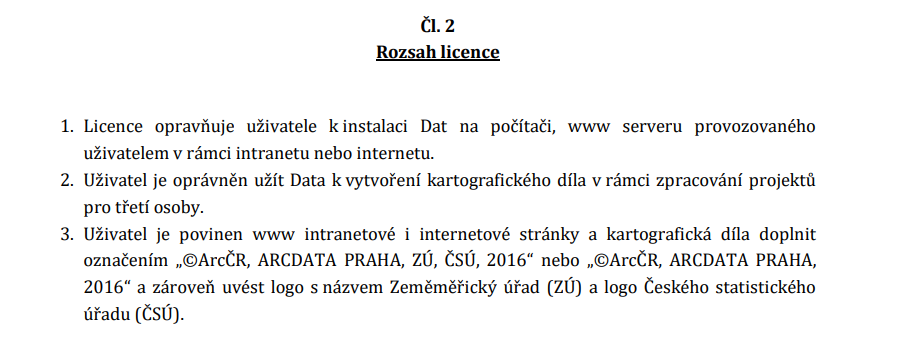 Čl. 2
Rozsah licence
1. Licence opravňuje uživatele k instalaci Dat na počítači, www serveru provozovaného
uživatelem v rámci intranetu nebo internetu.
2. Uživatel je oprávněn užít Data k vytvoření kartografického díla v rámci zpracování projektů
pro třetí osoby.
3. Uživatel je povinen www intranetové i internetové stránky a kartografická díla doplnit
označením „©ArcČR, ARCDATA PRAHA, ZÚ, ČSÚ, 2016“ nebo „©ArcČR, ARCDATA PRAHA,
2016“ a zároveň uvést logo s názvem Zeměměřický úřad (ZÚ) a logo Českého statistického
úřadu (ČSÚ).